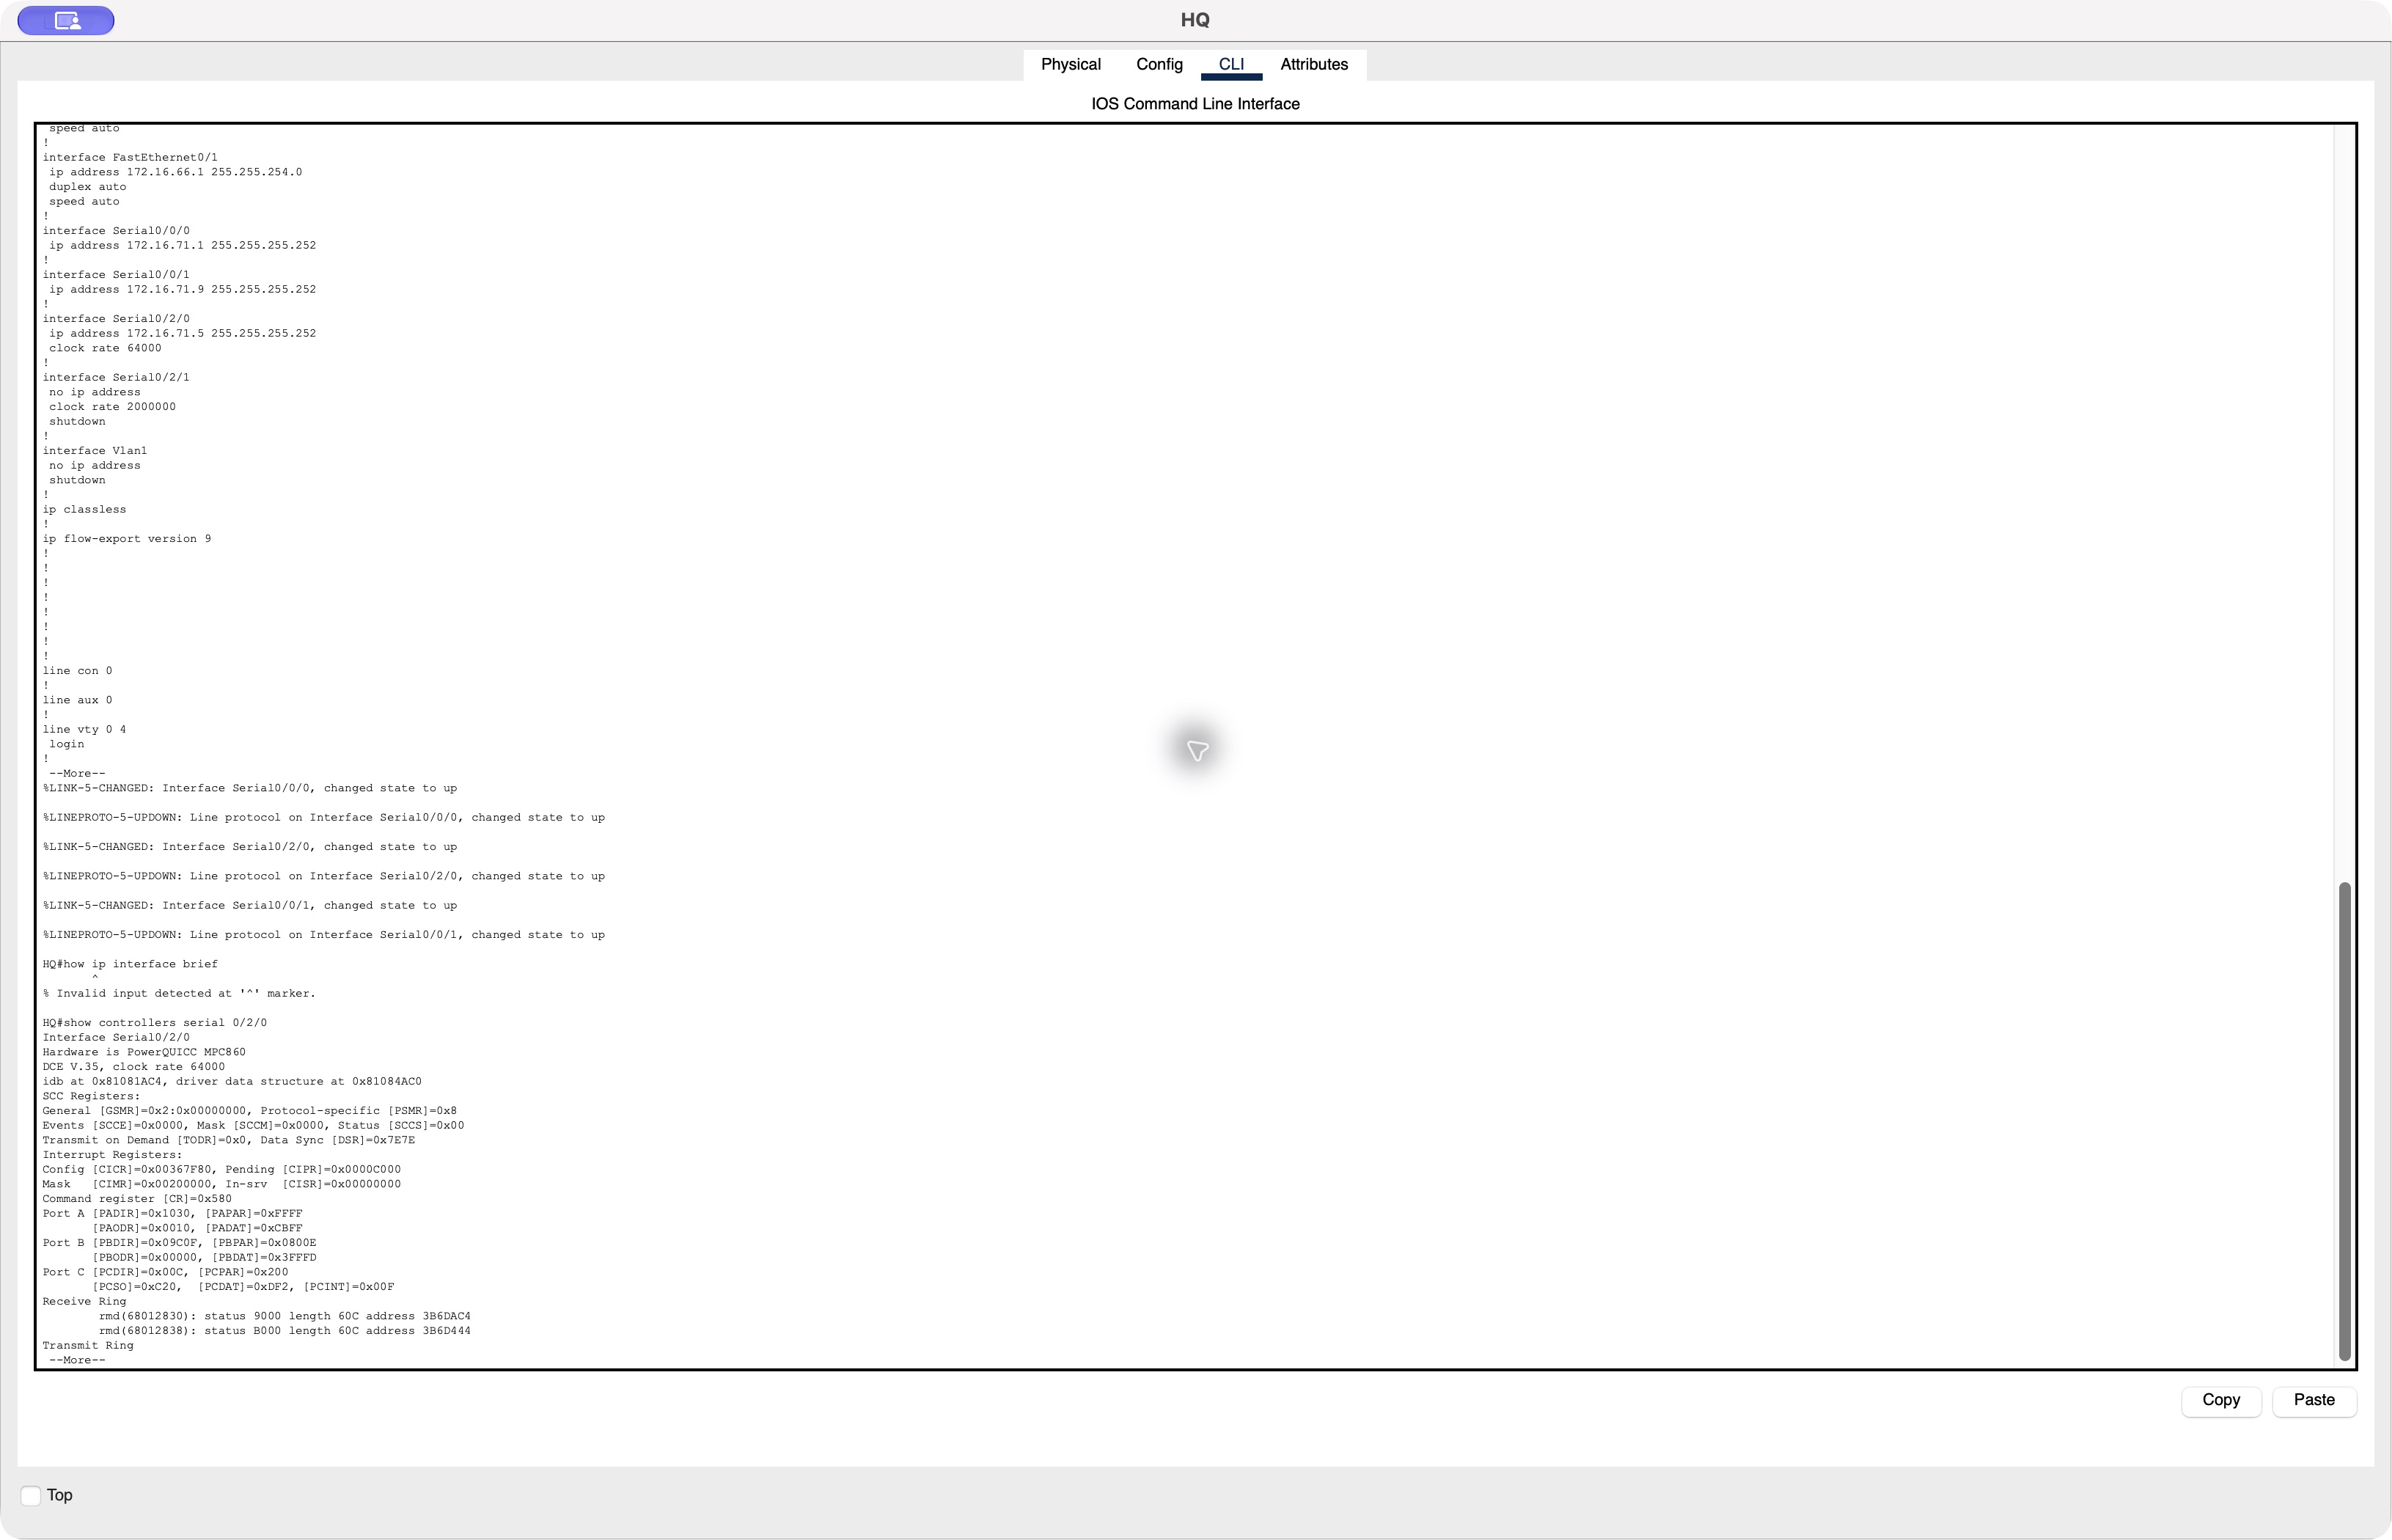 HQ
Physical Config CLI Attributes
IOS Command Line Interface
speed auto
!
interface FastEthernet0/1
ip address 172.16.66.1 255.255.254.0
duplex auto
speed auto
!
interface Serial0/0/0
ip address 172.16.71.1 255.255.255.252
!
interface Serial0/0/1
ip address 172.16.71.9 255.255.255.252
!
interface Serial0/2/0
ip address 172.16.71.5 255.255.255.252
clock rate 64000
!
interface Serial0/2/1
no ip address
clock rate 2000000
shutdown
!
interface Vlan1
no ip address
shutdown
!
ip classless
!
ip flow-export version 9
!
!
!
!
!
!
!
!
line con 0
!
line aux 0
!
line vty 0 4
login
!
--More--
%LINK-5-CHANGED: Interface Serial0/0/0, changed state to up
%LINEPROTO-5-UPDOWN: Line protocol on Interface Serial0/0/0, changed state to up
%LINK-5-CHANGED: Interface Serial0/2/0, changed state to up
%LINEPROTO-5-UPDOWN: Line protocol on Interface Serial0/2/0, changed state to up
%LINK-5-CHANGED: Interface Serial0/0/1, changed state to up
%LINEPROTO-5-UPDOWN: Line protocol on Interface Serial0/0/1, changed state to up
HQ#how ip interface brief
^
% Invalid input detected at '^' marker.
HQ#show controllers serial 0/2/0
Interface Serial0/2/0
Hardware is PowerQUICC MPC860
DCE V.35, clock rate 64000
idb at 0x81081AC4, driver data structure at 0x81084AC0
SCC Registers:
General [GSMR]=0x2:0x00000000, Protocol-specific [PSMR]=0x8
Events [SCCE]=0x0000, Mask [SCCM]=0x0000, Status [SCCS]=0x00
Transmit on Demand [TODR]=0x0, Data Sync [DSR]=0x7E7E
Interrupt Registers:
Config [CICR]=0x00367F80, Pending [CIPR]=0x0000C000
Mask   [CIMR]=0x00200000, In-srv  [CISR]=0x00000000
Command register [CR]=0x580
Port A [PADIR]=0x1030, [PAPAR]=0xFFFF
[PAODR]=0x0010, [PADAT]=0xCBFF
Port B [PBDIR]=0x09C0F, [PBPAR]=0x0800E
[PBODR]=0x00000, [PBDAT]=0x3FFFD
Port C [PCDIR]=0x00C, [PCPAR]=0x200
[PCSO]=0xC20,  [PCDAT]=0xDF2, [PCINT]=0x00F
Receive Ring
rmd(68012830): status 9000 length 60C address 3B6DAC4
rmd(68012838): status B000 length 60C address 3B6D444
Transmit Ring
--More--
Copy Paste
Top